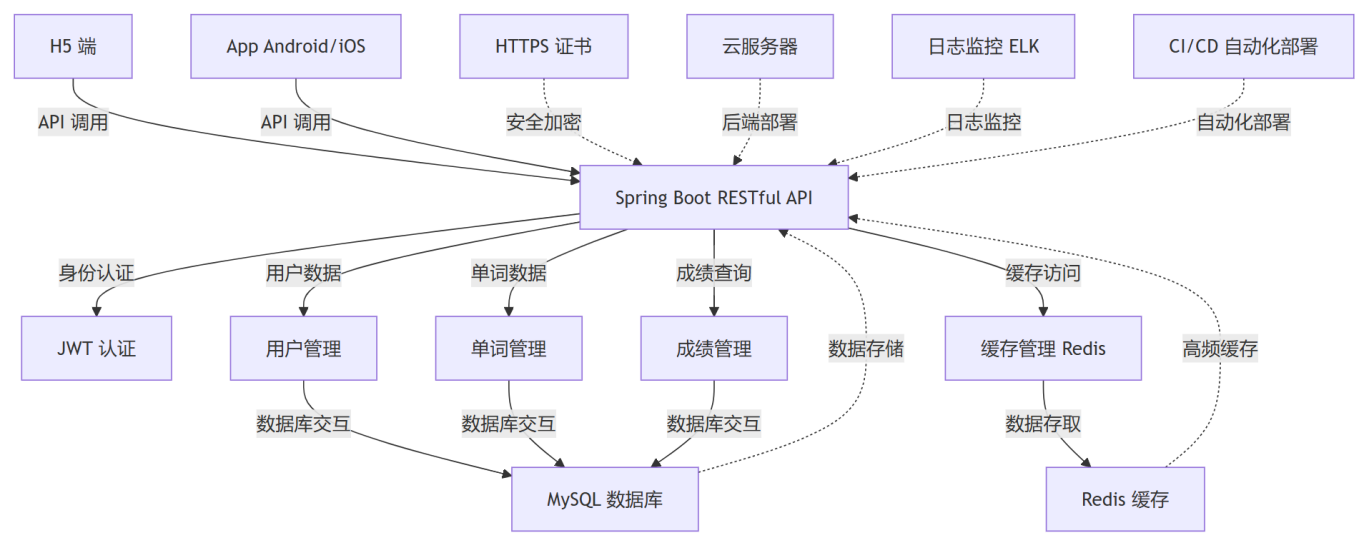 H5 端
App Android/iOS
HTTPS 证书
云服务器
日志监控 ELK
CI/CD 自动化部署
API 调用
API 调用
安全加密
后端部署
日志监控
自动化部署
Spring Boot RESTful API
身份认证
用户数据
单词数据
成绩查询
缓存访问
JWT 认证
用户管理
单词管理
成绩管理
数据存储
缓存管理 Redis
高频缓存
数据库交互
数据库交互
数据库交互
数据存取
MySQL 数据库
Redis 缓存